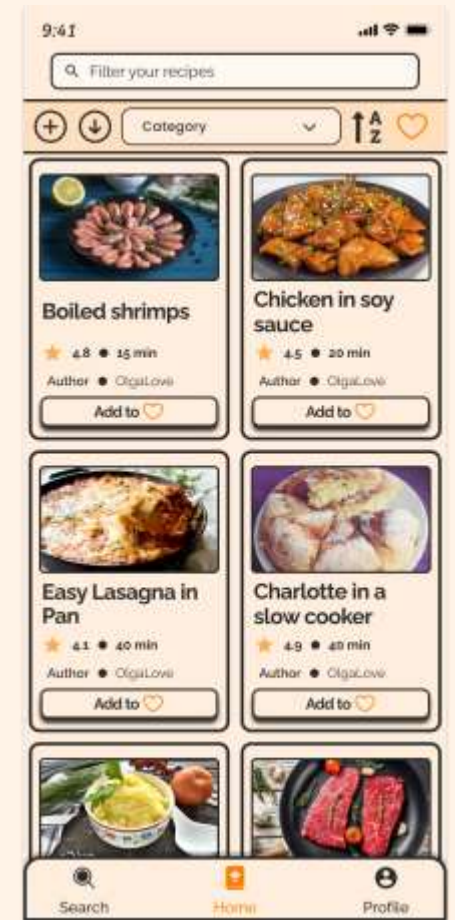 9:41
Filter your recipes
Category
A
Z
Boiled shrimps
4.8 ● 15 min
Author ● OlgaLove
Add to
Chicken in soy
sauce
4.5 ● 20 min
Author ● OlgaLove
Add to
Easy Lasagna in
Pan
4.1 ● 40 min
Author ● OlgaLove
Add to
Charlotte in a
slow cooker
4.9 ● 40 min
Author ● OlgaLove
Add to
Search
Home
Profile